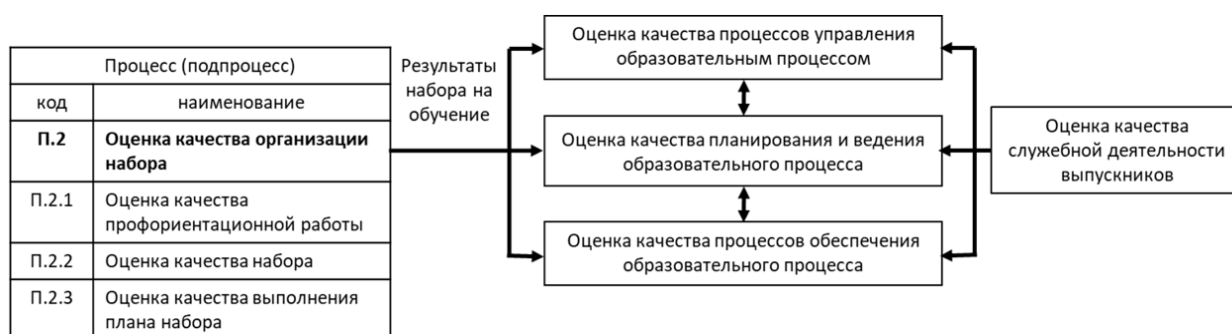 Процесс (подпроцесс)
код наименование
П.2 Оценка качества организации
набора
П.2.1 Оценка качества
профориентационной работы
П.2.2 Оценка качества набора
П.2.3 Оценка качества выполнения
плана набора
Результаты
набора на
обучение
Оценка качества процессов управления
образовательным процессом
Оценка качества планирования и ведения
образовательного процесса
Оценка качества процессов обеспечения
образовательного процесса
Оценка качества
служебной деятельности
выпускников